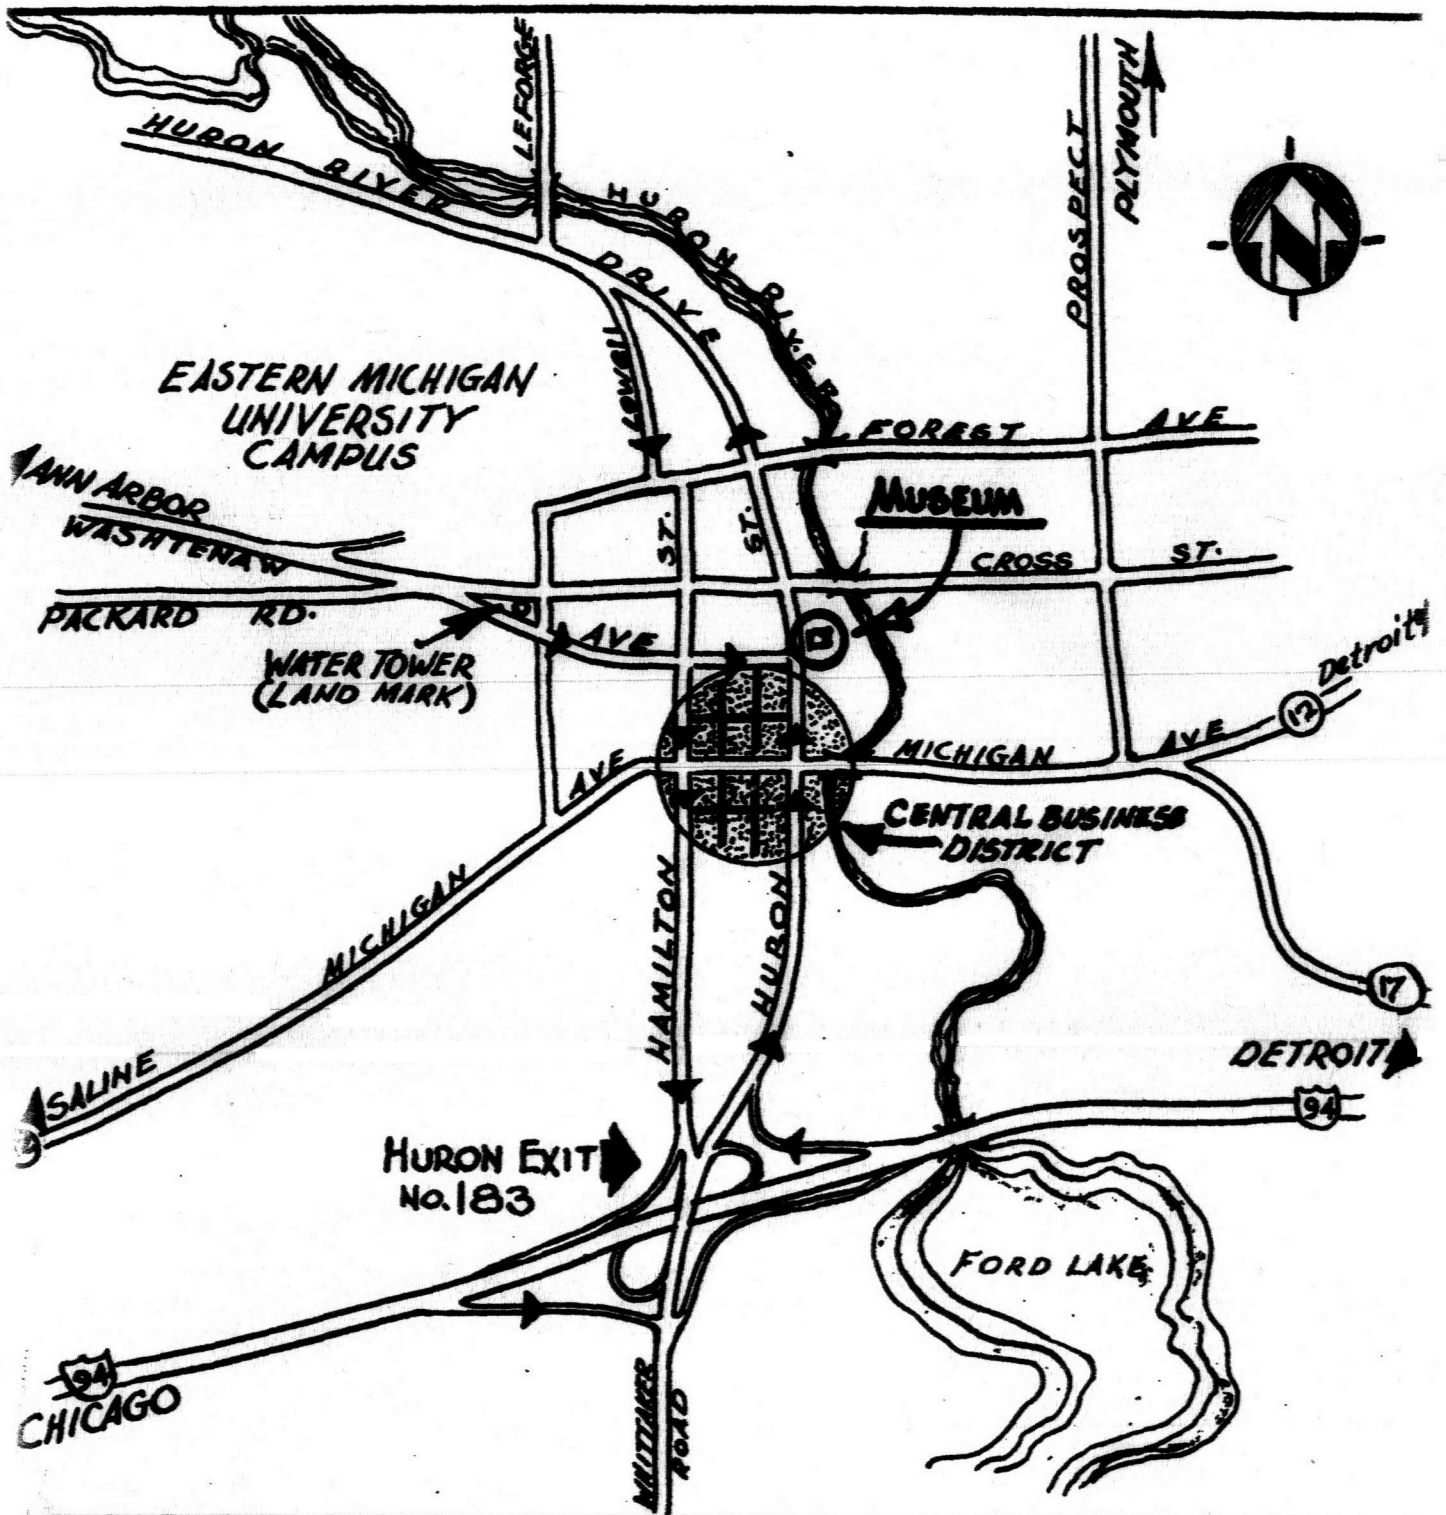 LEFORGE
PROSPECT
PLYMOUTH
HURON RIVER DRIVE
HURON RIVER
N
LOWELL
EASTERN MICHIGAN
UNIVERSITY
CAMPUS
FOREST AVE
ANN ARBOR
WASHTENAW AVE
MUSEUM
ST.
ST.
CROSS ST.
PACKARD RD.
WATER TOWER
(LAND MARK)
Detroit
12
MICHIGAN AVE
AVE
MICHIGAN
CENTRAL BUSINESS
DISTRICT
HAMILTON
HURON
17
SALINE
DETROIT
94
HURON EXIT
NO. 183
FORD LAKE
94
CHICAGO
WHITTAKER
ROAD